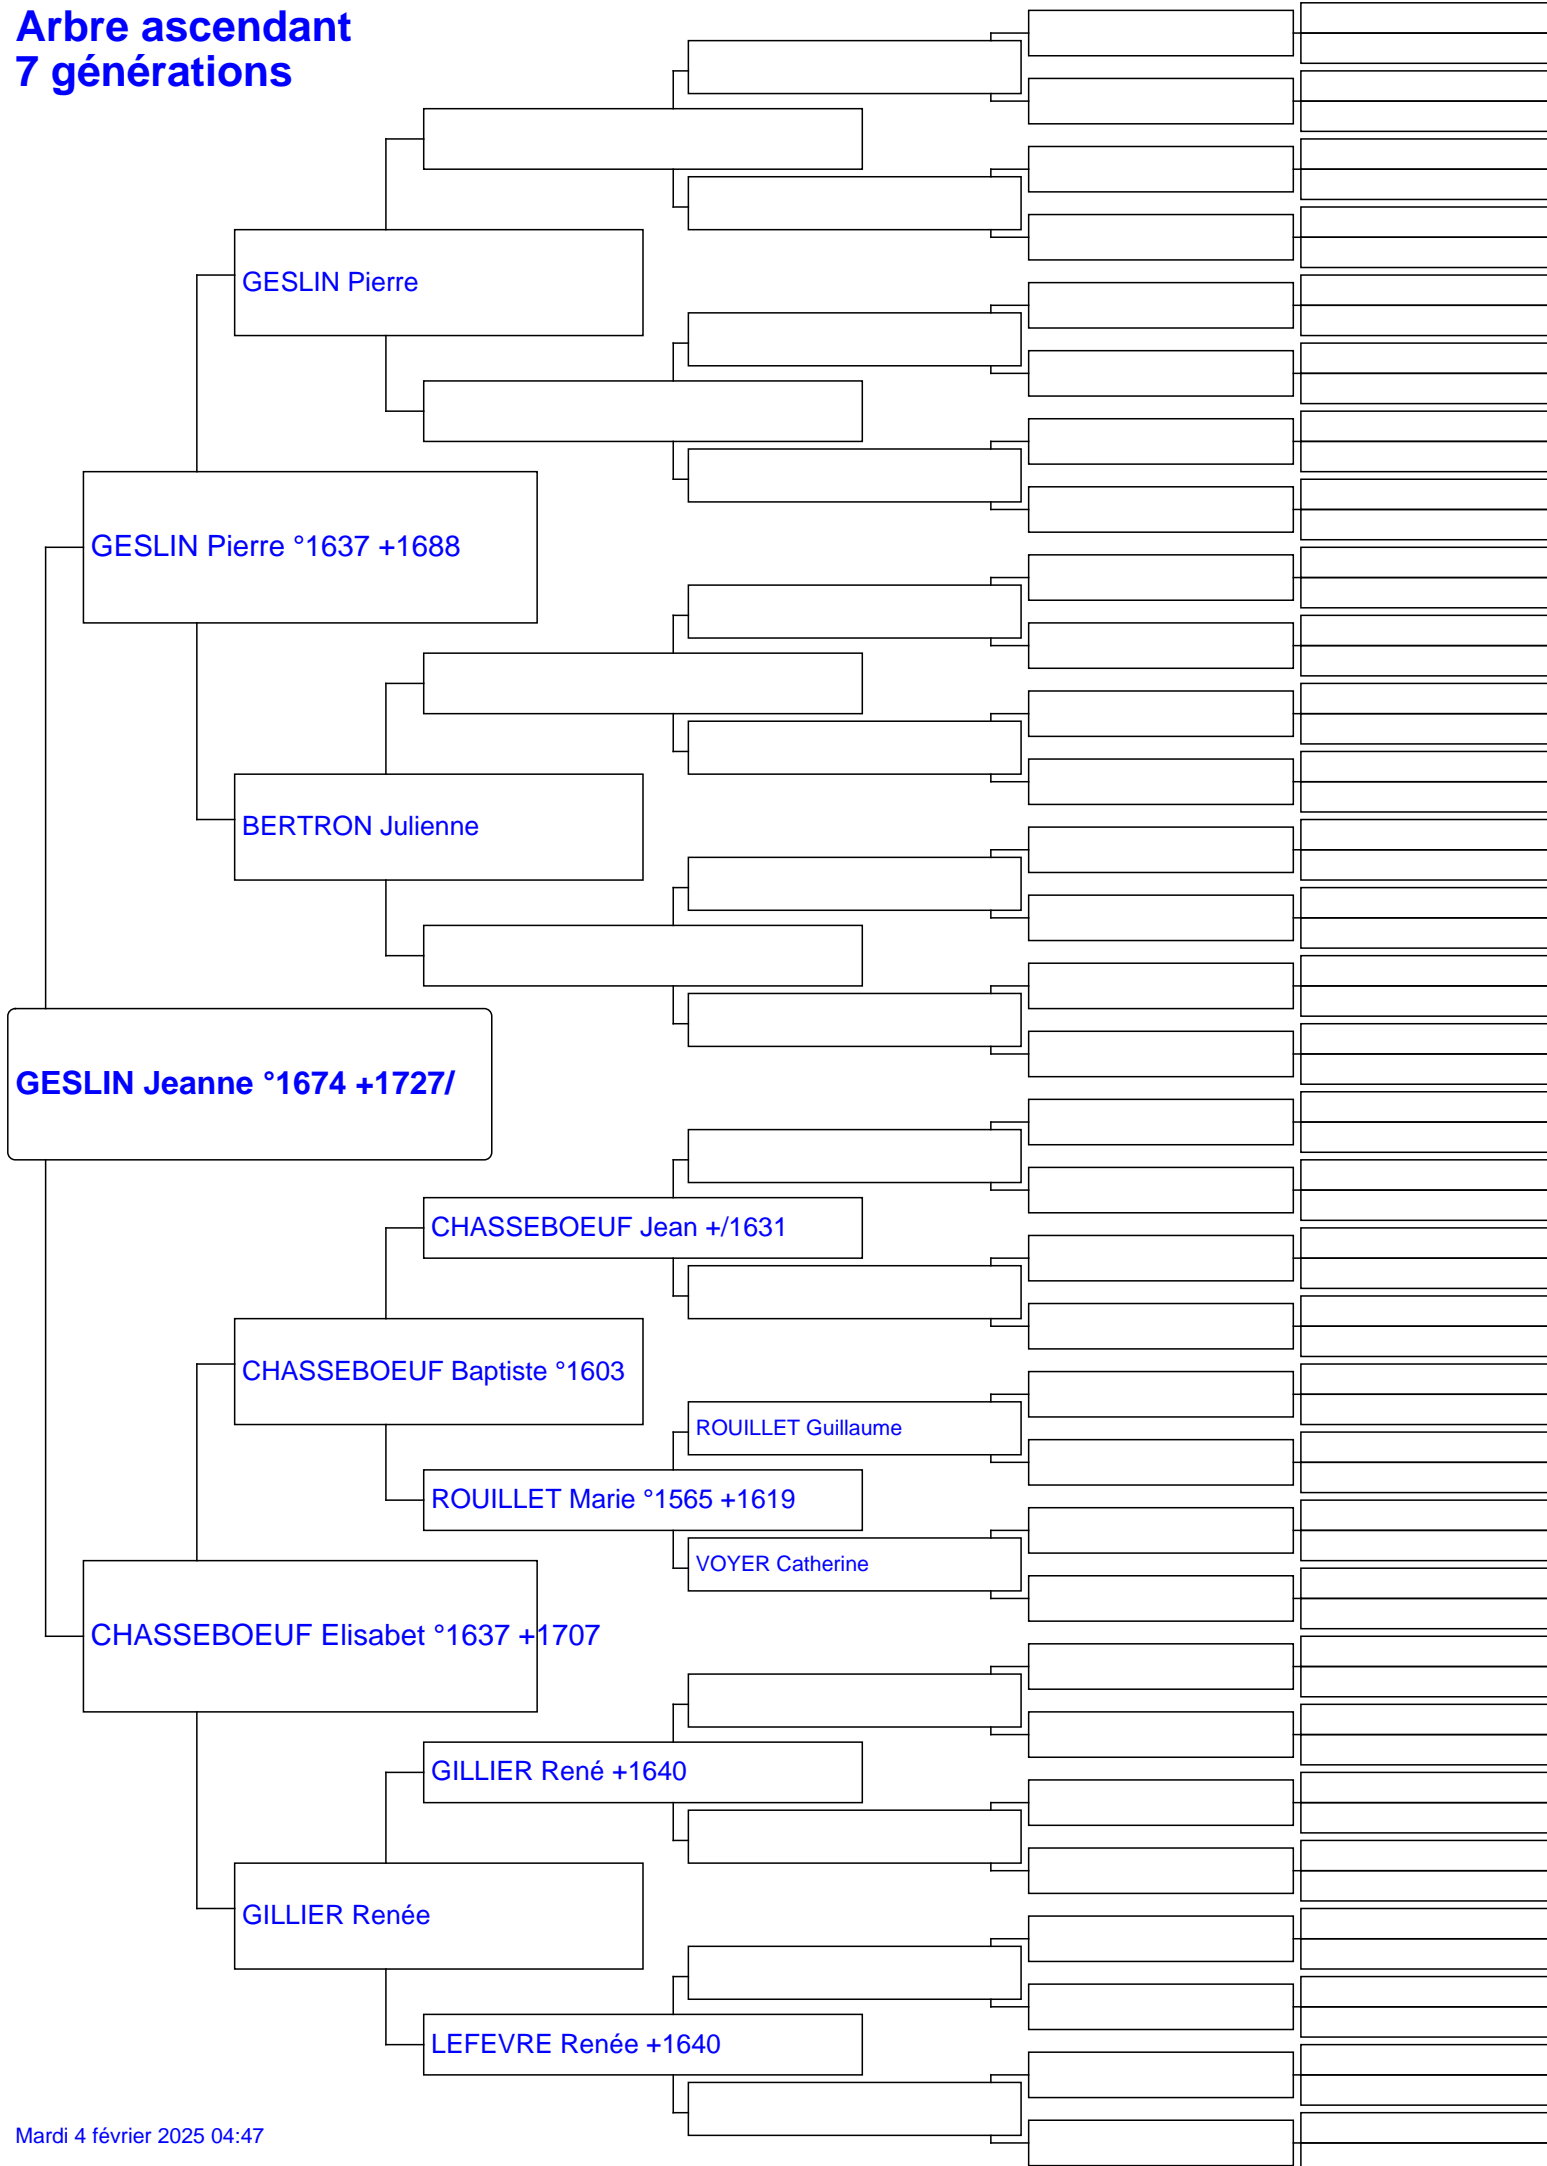 Arbre ascendant
7 générations
GESLIN Pierre
GESLIN Pierre °1637 +1688
BERTRON Julienne
GESLIN Jeanne °1674 +1727/
CHASSEBOEUF Jean +/1631
CHASSEBOEUF Baptiste °1603
ROUILLET Guillaume
ROUILLET Marie °1565 +1619
VOYER Catherine
CHASSEBOEUF Elisabet °1637 +1707
GILLIER René +1640
GILLIER Renée
LEFEVRE Renée +1640
Mardi 4 février 2025 04:47